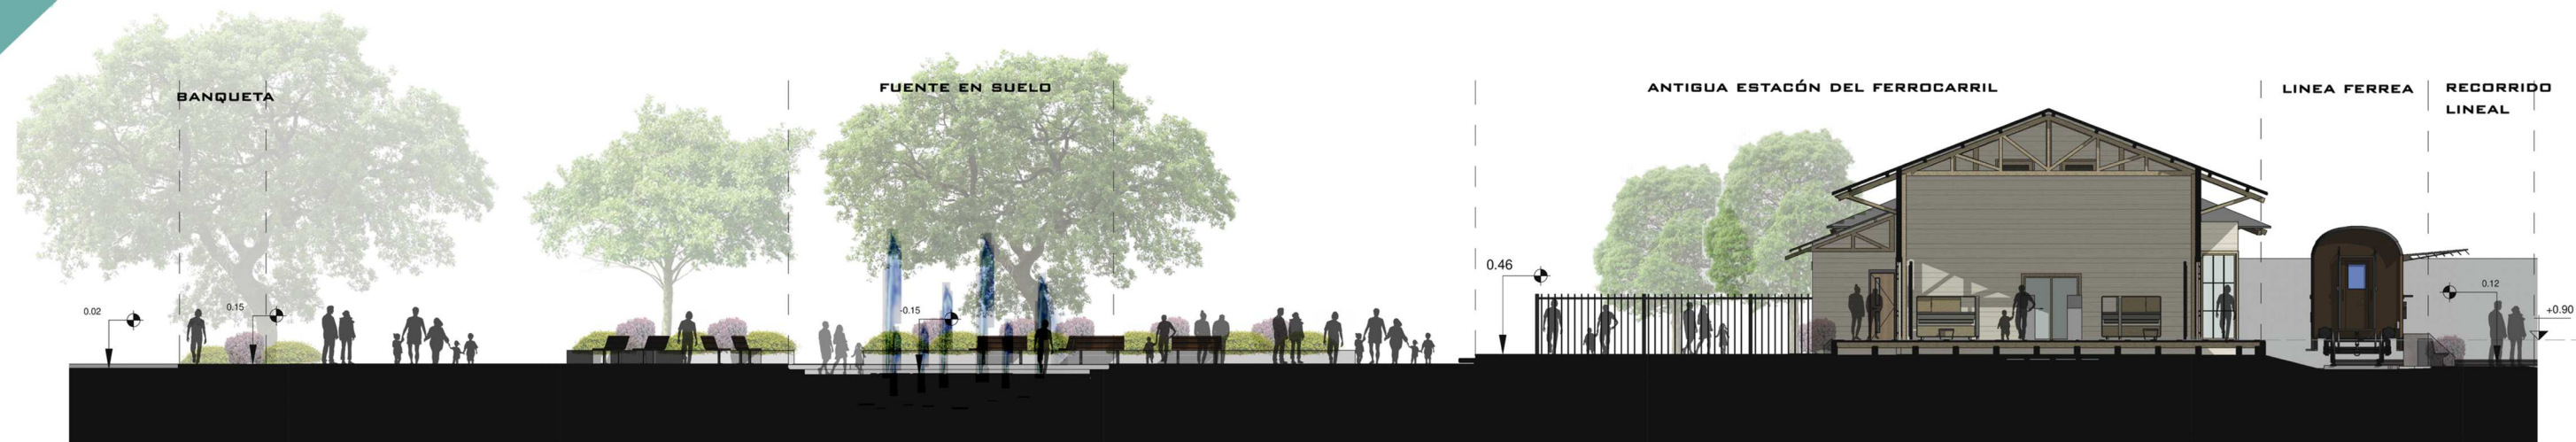 BANQUETA
FUENTE EN SUELO
ANTIGUA ESTACÓN DEL FERROCARRIL
LINEA FERREA
RECORRIDO
LINEAL
0.02
0.15
-0.15
0.46
0.12
+0.90